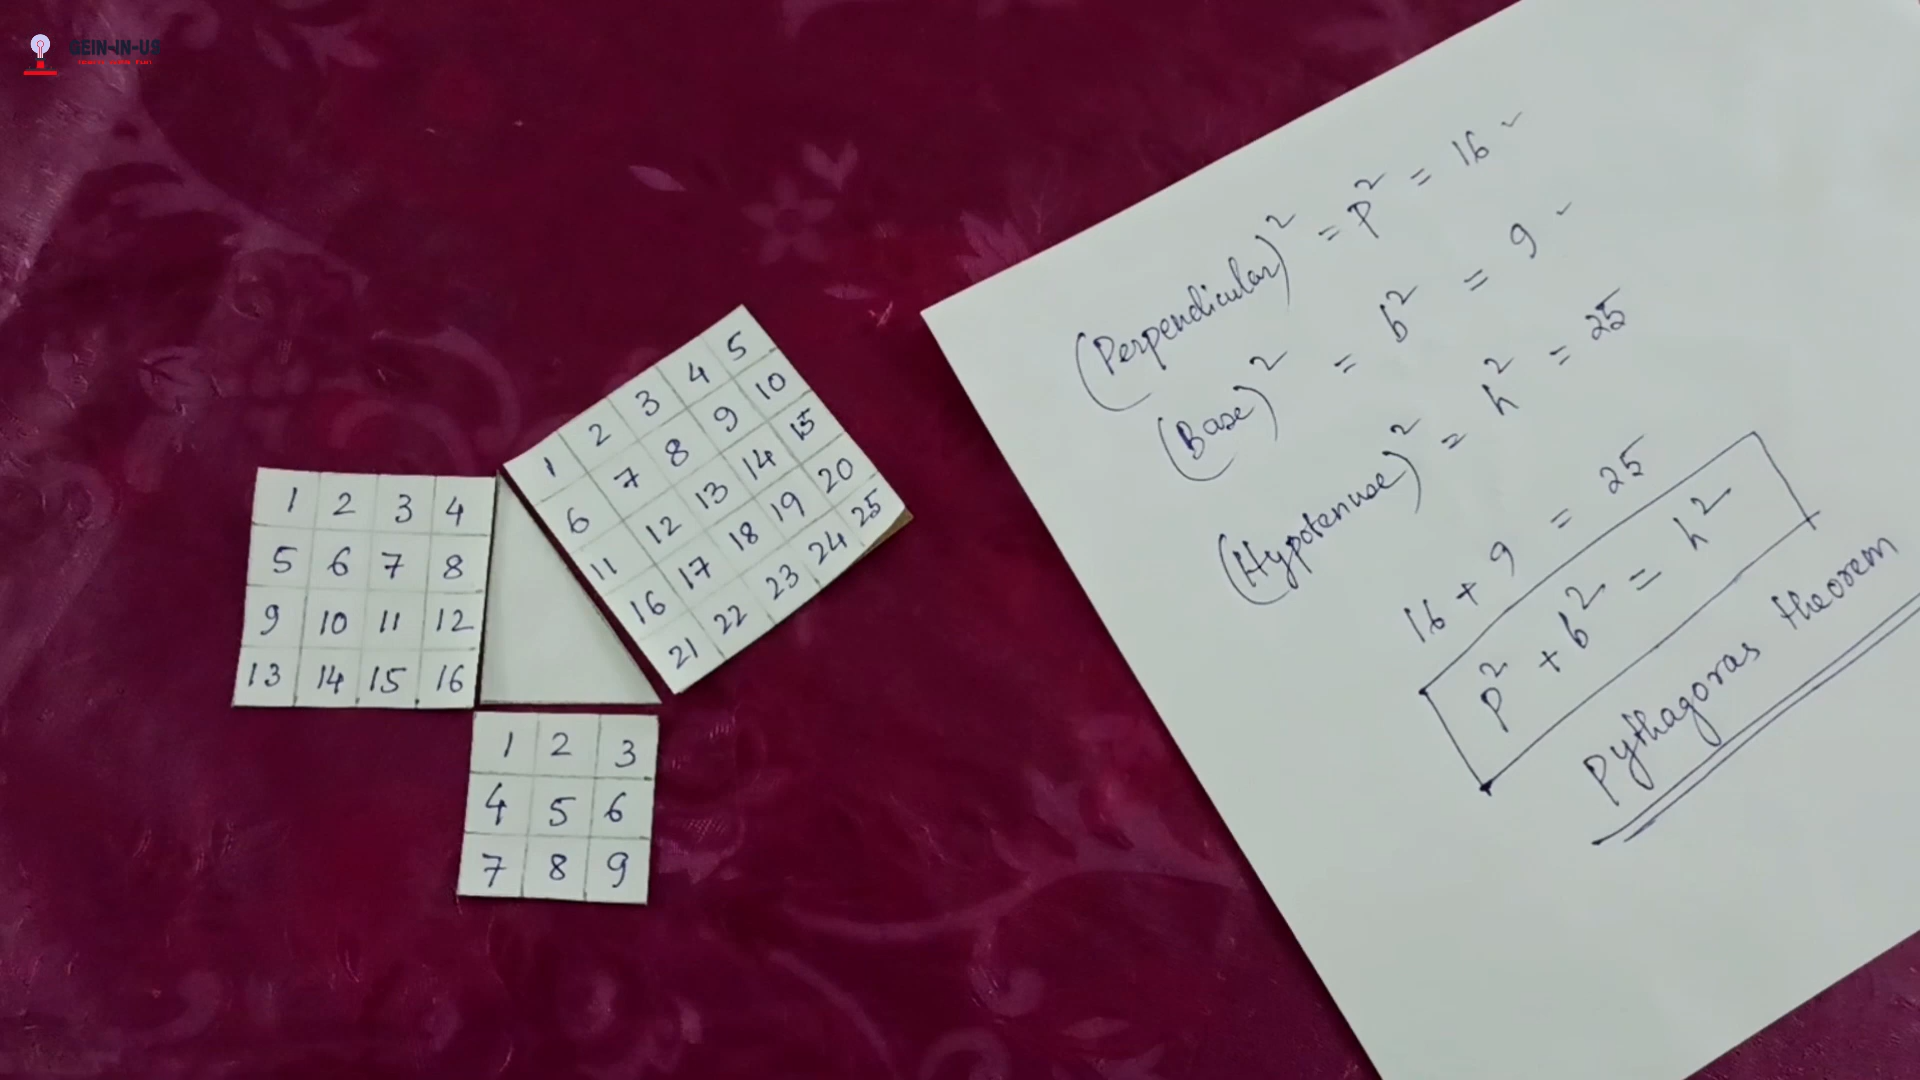 GEIN-IN-US
1 2 3 4
5 6 7 8
9 10 11 12
13 14 15 16
1 2 3 4 5
6 7 8 9 10
11 12 13 14 15
16 17 18 19 20
21 22 23 24 25
1 2 3
4 5 6
7 8 9
(Perpendicular)² = P² = 16 ✓
(Base)² = b² = 9 ✓
(Hypotenuse)² = h² = 25
16 + 9 = 25
P² + b² = h²
Pythagoras theorem